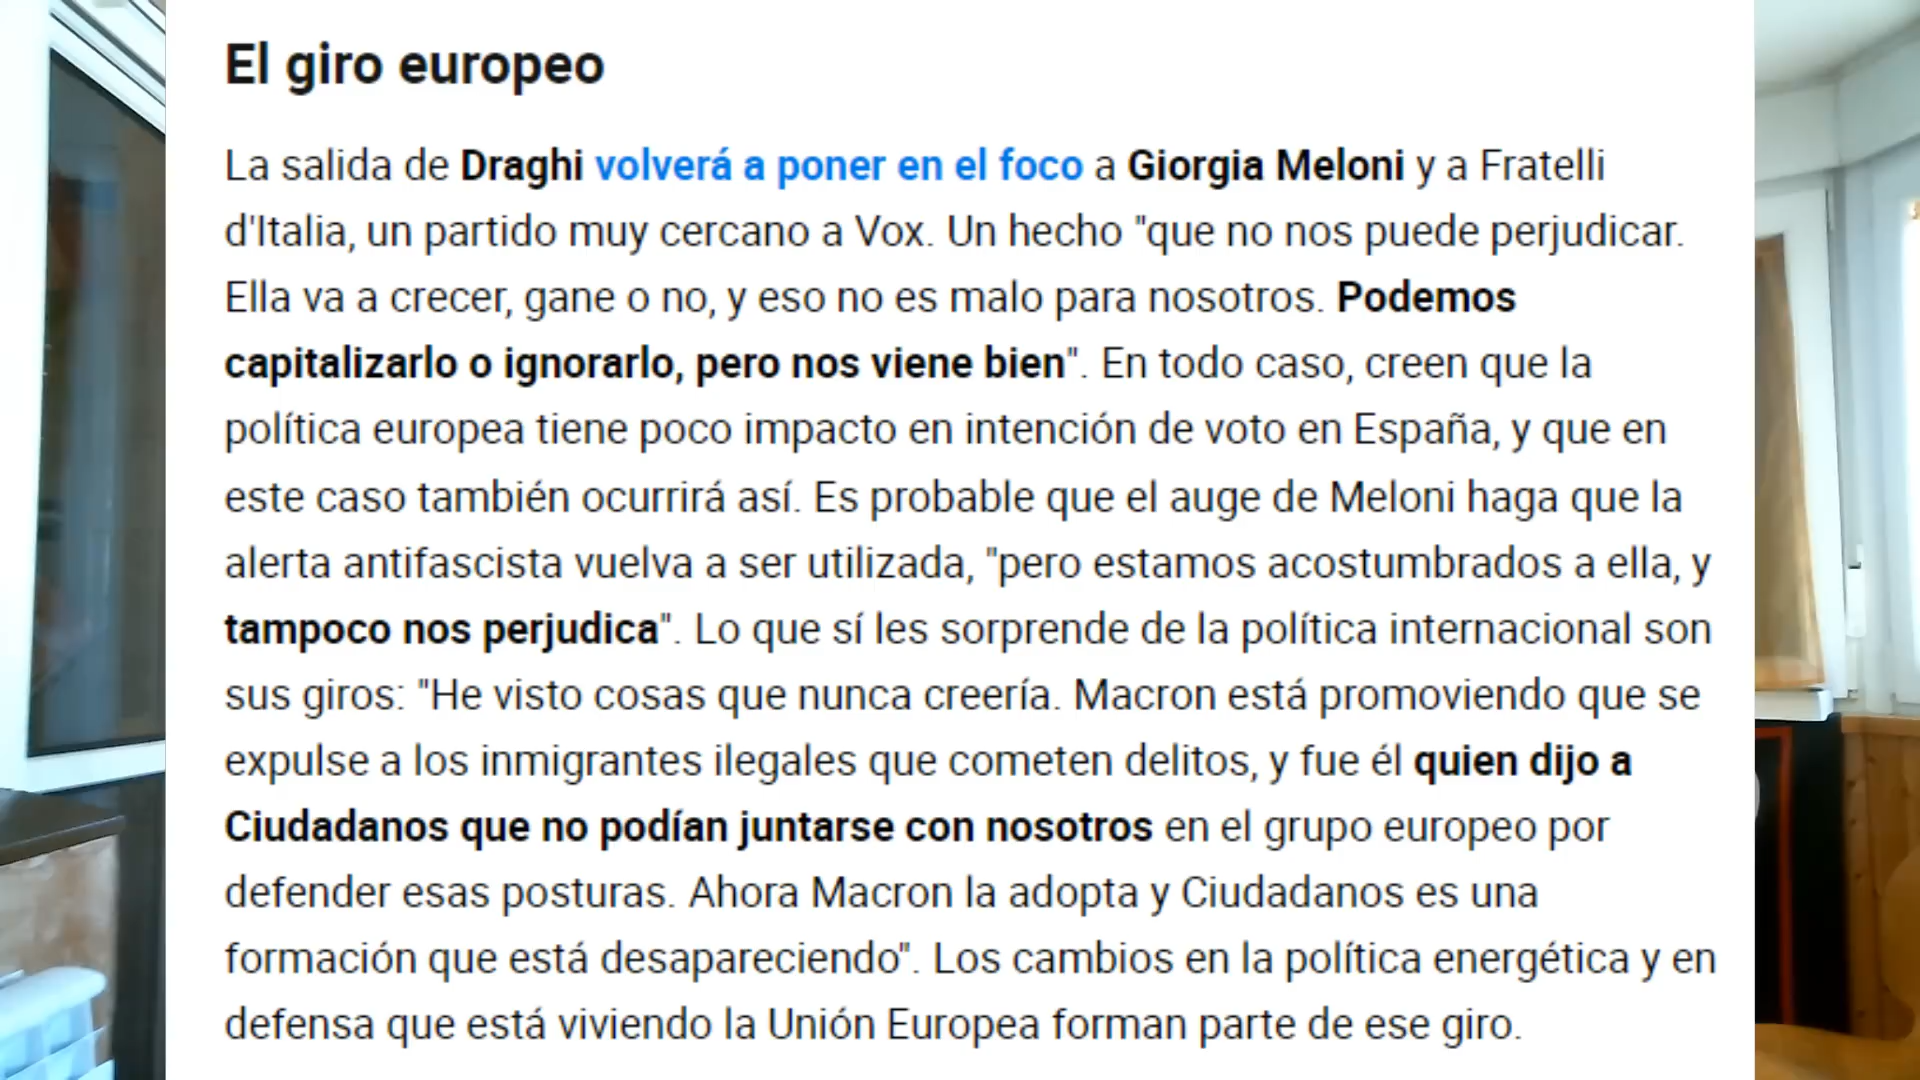 El giro europeo
La salida de Draghi volverá a poner en el foco a Giorgia Meloni y a Fratelli
d'Italia, un partido muy cercano a Vox. Un hecho "que no nos puede perjudicar.
Ella va a crecer, gane o no, y eso no es malo para nosotros. Podemos
capitalizarlo o ignorarlo, pero nos viene bien". En todo caso, creen que la
política europea tiene poco impacto en intención de voto en España, y que en
este caso también ocurrirá así. Es probable que el auge de Meloni haga que la
alerta antifascista vuelva a ser utilizada, "pero estamos acostumbrados a ella, y
tampoco nos perjudica". Lo que sí les sorprende de la política internacional son
sus giros: "He visto cosas que nunca creería. Macron está promoviendo que se
expulse a los inmigrantes ilegales que cometen delitos, y fue él quien dijo a
Ciudadanos que no podían juntarse con nosotros en el grupo europeo por
defender esas posturas. Ahora Macron la adopta y Ciudadanos es una
formación que está desapareciendo". Los cambios en la política energética y en
defensa que está viviendo la Unión Europea forman parte de ese giro.